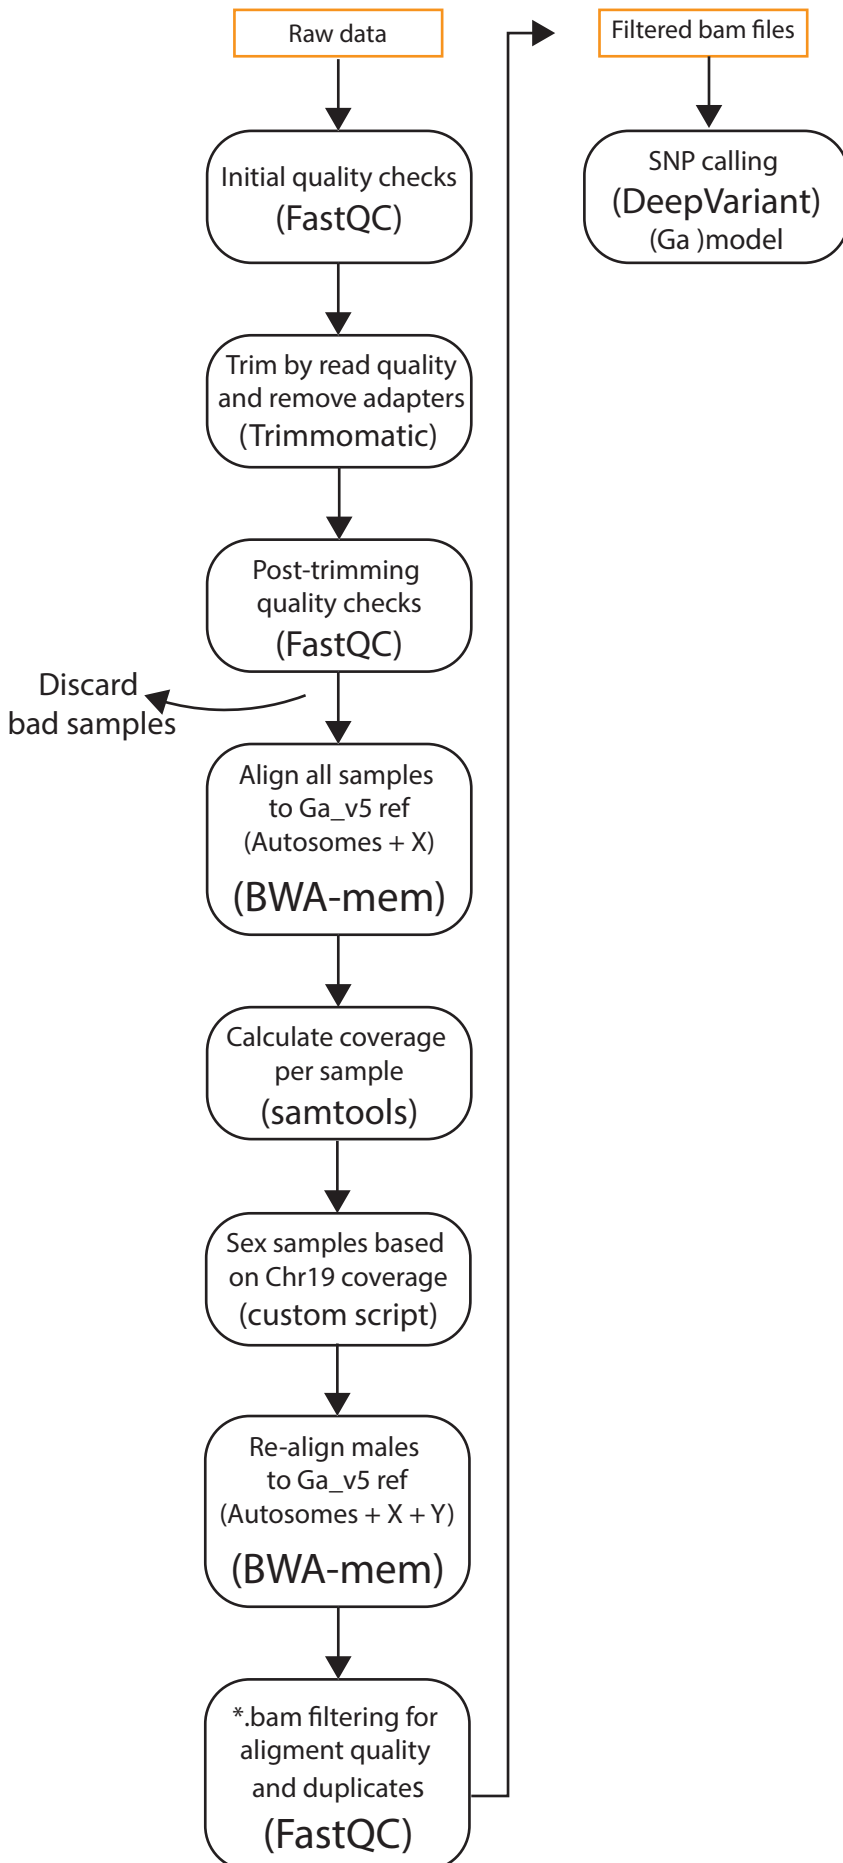 Raw data
Initial quality checks
(FastQC)
Trim by read quality
and remove adapters
(Trimmomatic)
Post-trimming
quality checks
(FastQC)
Discard
bad samples
Align all samples
to Ga_v5 ref
(Autosomes + X)
(BWA-mem)
Calculate coverage
per sample
(samtools)
Sex samples based
on Chr19 coverage
(custom script)
Re-align males
to Ga_v5 ref
(Autosomes + X + Y)
(BWA-mem)
*.bam filtering for
aligment quality
and duplicates
(FastQC)
Filtered bam files
SNP calling
(DeepVariant)
(Ga )model